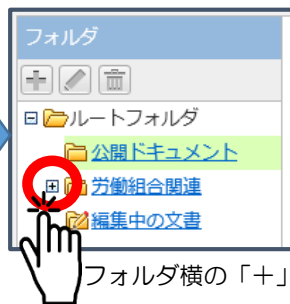 フォルダ
ルートフォルダ
公開ドキュメント
労働組合関連
編集中の文書
フォルダ横の「+」